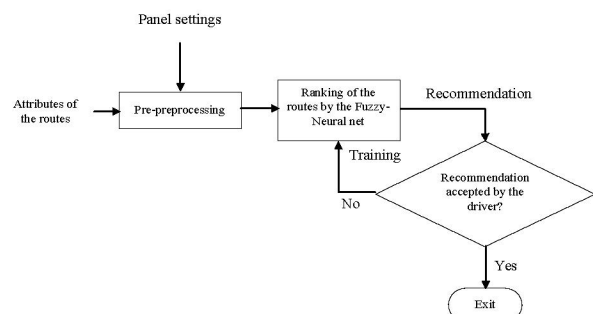 Panel settings
Attributes of
the routes
Pre-preprocessing
Ranking of the
routes by the Fuzzy-
Neural net
Recommendation
Training
Recommendation
accepted by the
driver?
No
Yes
Exit